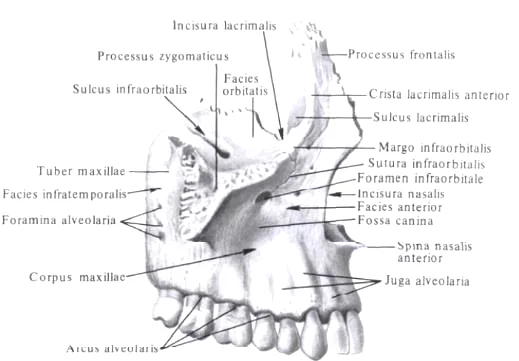 Incisura lacrimalis
Processus zygomaticus
Processus frontalis
Facies
orbitatis
Sulcus infraorbitalis
Crista lacrimalis anterior
Sulcus lacrimalis
Margo infraorbitalis
Sutura infraorbitalis
Tuber maxillae
Foramen infraorbitale
Facies infratemporalis
Incisura nasalis
Facies anterior
Foramina alveolaria
Fossa canina
Spina nasalis
anterior
Corpus maxillae
Juga alveolaria
Arcus alveolaris